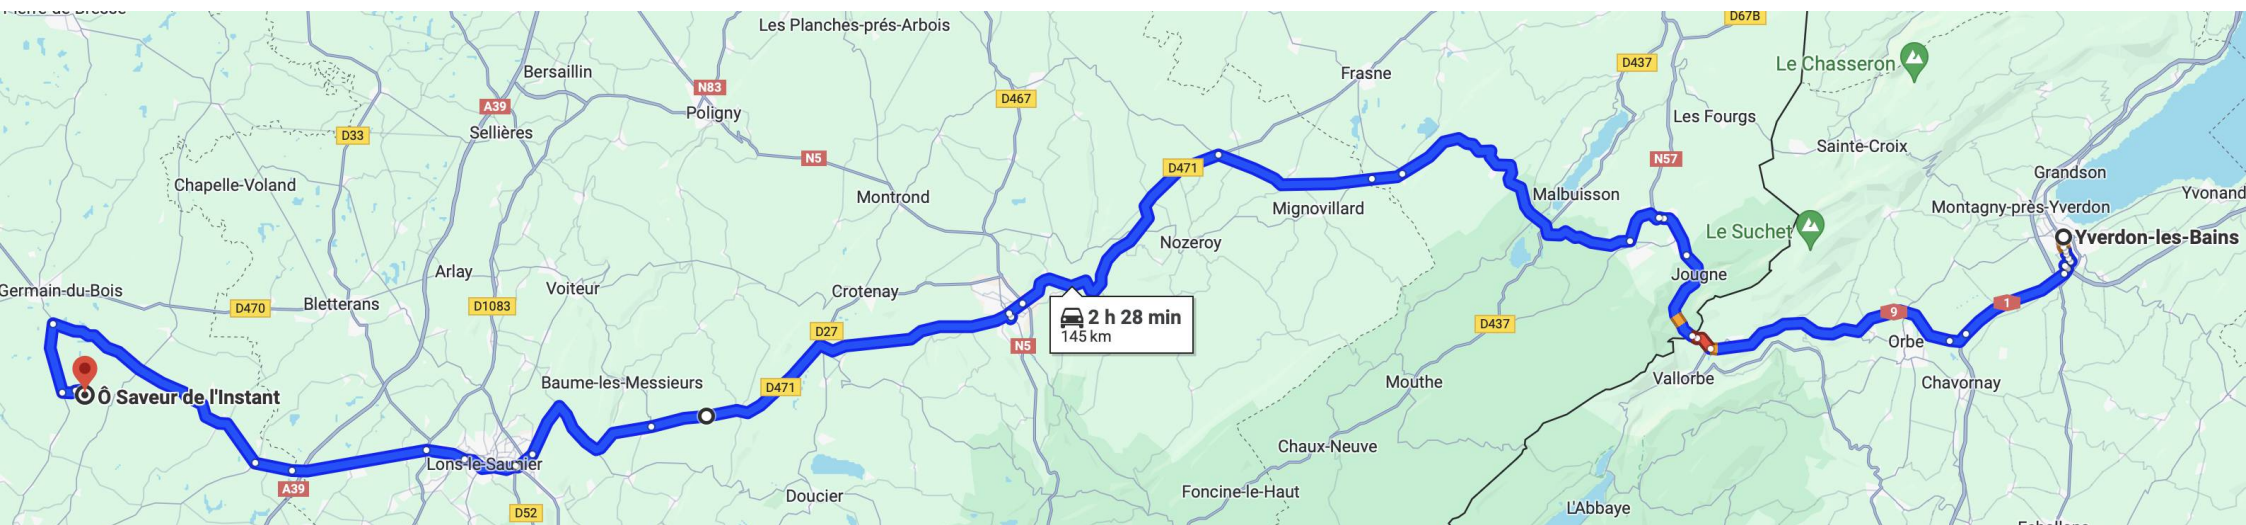 Les Planches-prés-Arbois
D67B
Bersaillin
N83
Frasne
D437
Le Chasseron
A39
Poligny
D467
Les Fourgs
D33
Sellières
N5
D471
N57
Sainte-Croix
Chapelle-Voland
Montrond
Malbuisson
Grandson
Mignovillard
Montagny-près-Yverdon
Yvonand
Nozeroy
Le Suchet
Yverdon-les-Bains
Arlay
Jougne
Germain-du-Bois
Voiteur
Crotenay
D470
Bletterans
D1083
2 h 28 min
145 km
9
1
D27
N5
D437
Orbe
Baume-les-Messieurs
D471
Mouthe
Vallorbe
Chavornay
Ô Saveur de l'Instant
Chaux-Neuve
Lons-le-Saunier
A39
Doucier
Foncine-le-Haut
L'Abbaye
D52